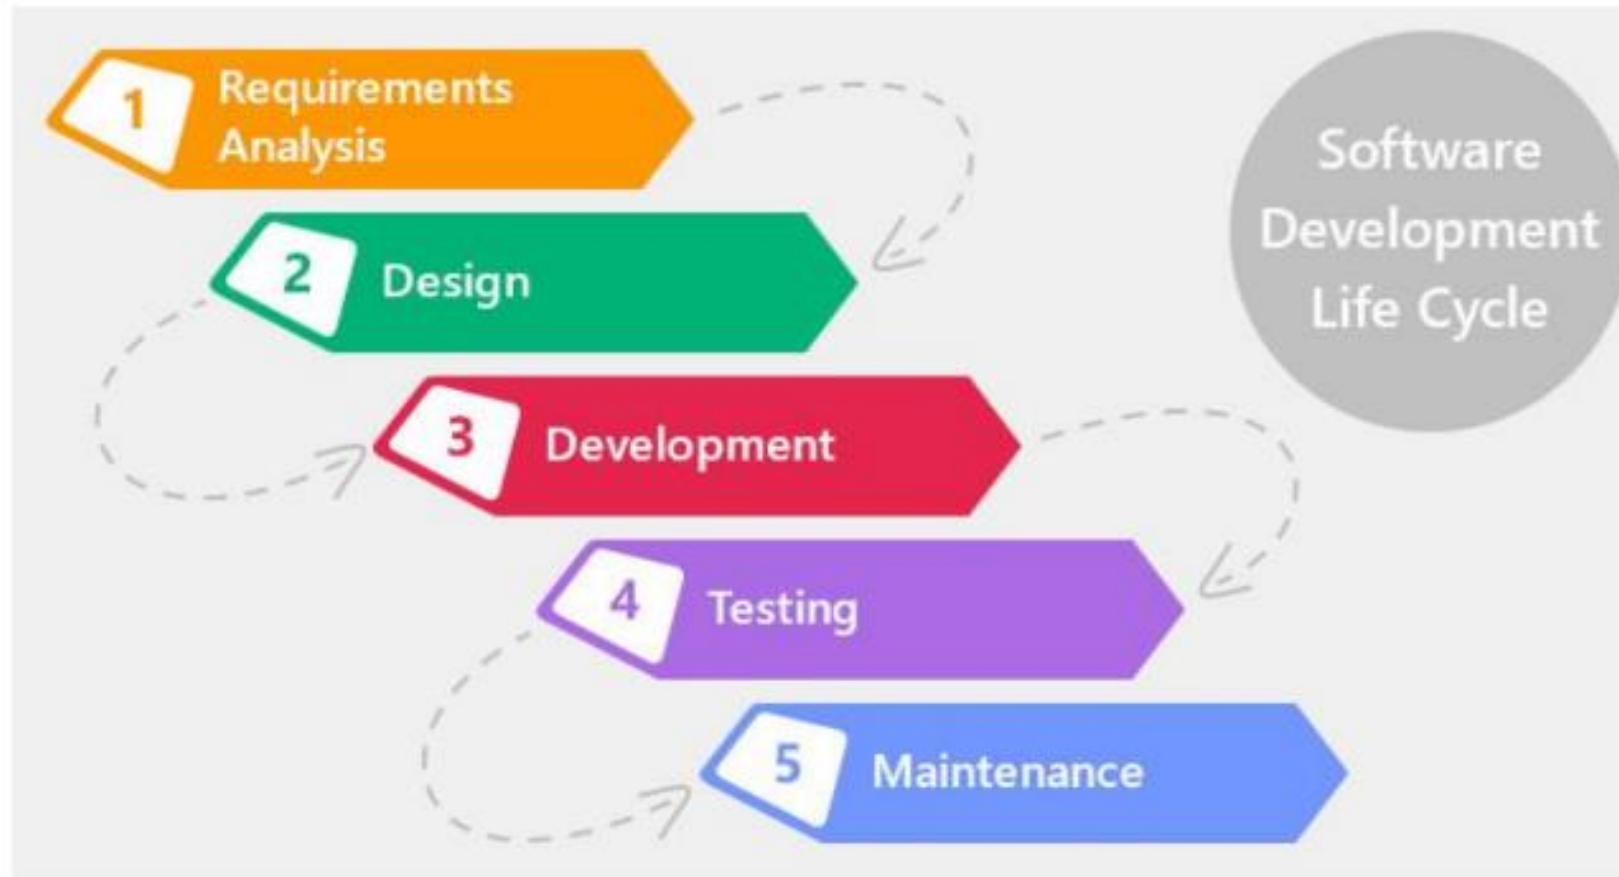 1
Requirements
Analysis
2
Design
3
Development
4
Testing
5
Maintenance
Software
Development
Life Cycle